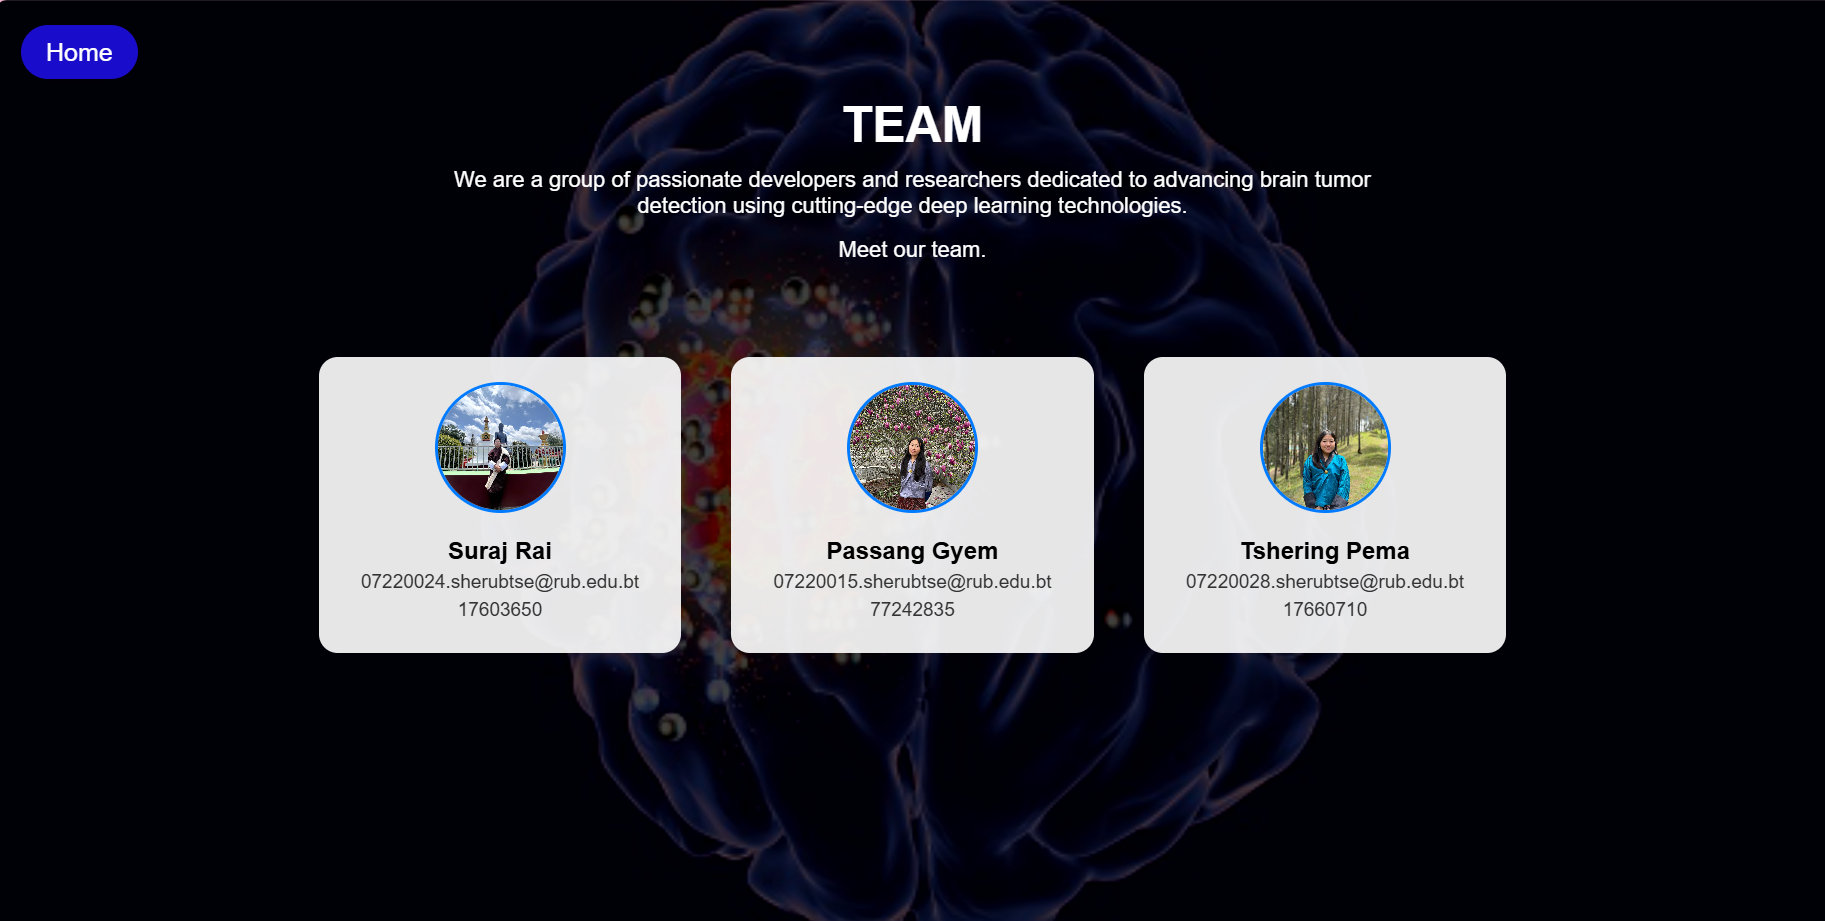 Home
TEAM
We are a group of passionate developers and researchers dedicated to advancing brain tumor
detection using cutting-edge deep learning technologies.
Meet our team.
Suraj Rai
07220024.sherubtse@rub.edu.bt
17603650
Passang Gyem
07220015.sherubtse@rub.edu.bt
77242835
Tshering Pema
07220028.sherubtse@rub.edu.bt
17660710